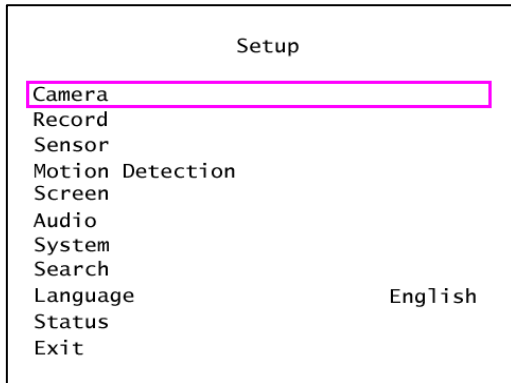 Setup
Camera
Record
Sensor
Motion Detection
Screen
Audio
System
Search
Language English
Status
Exit